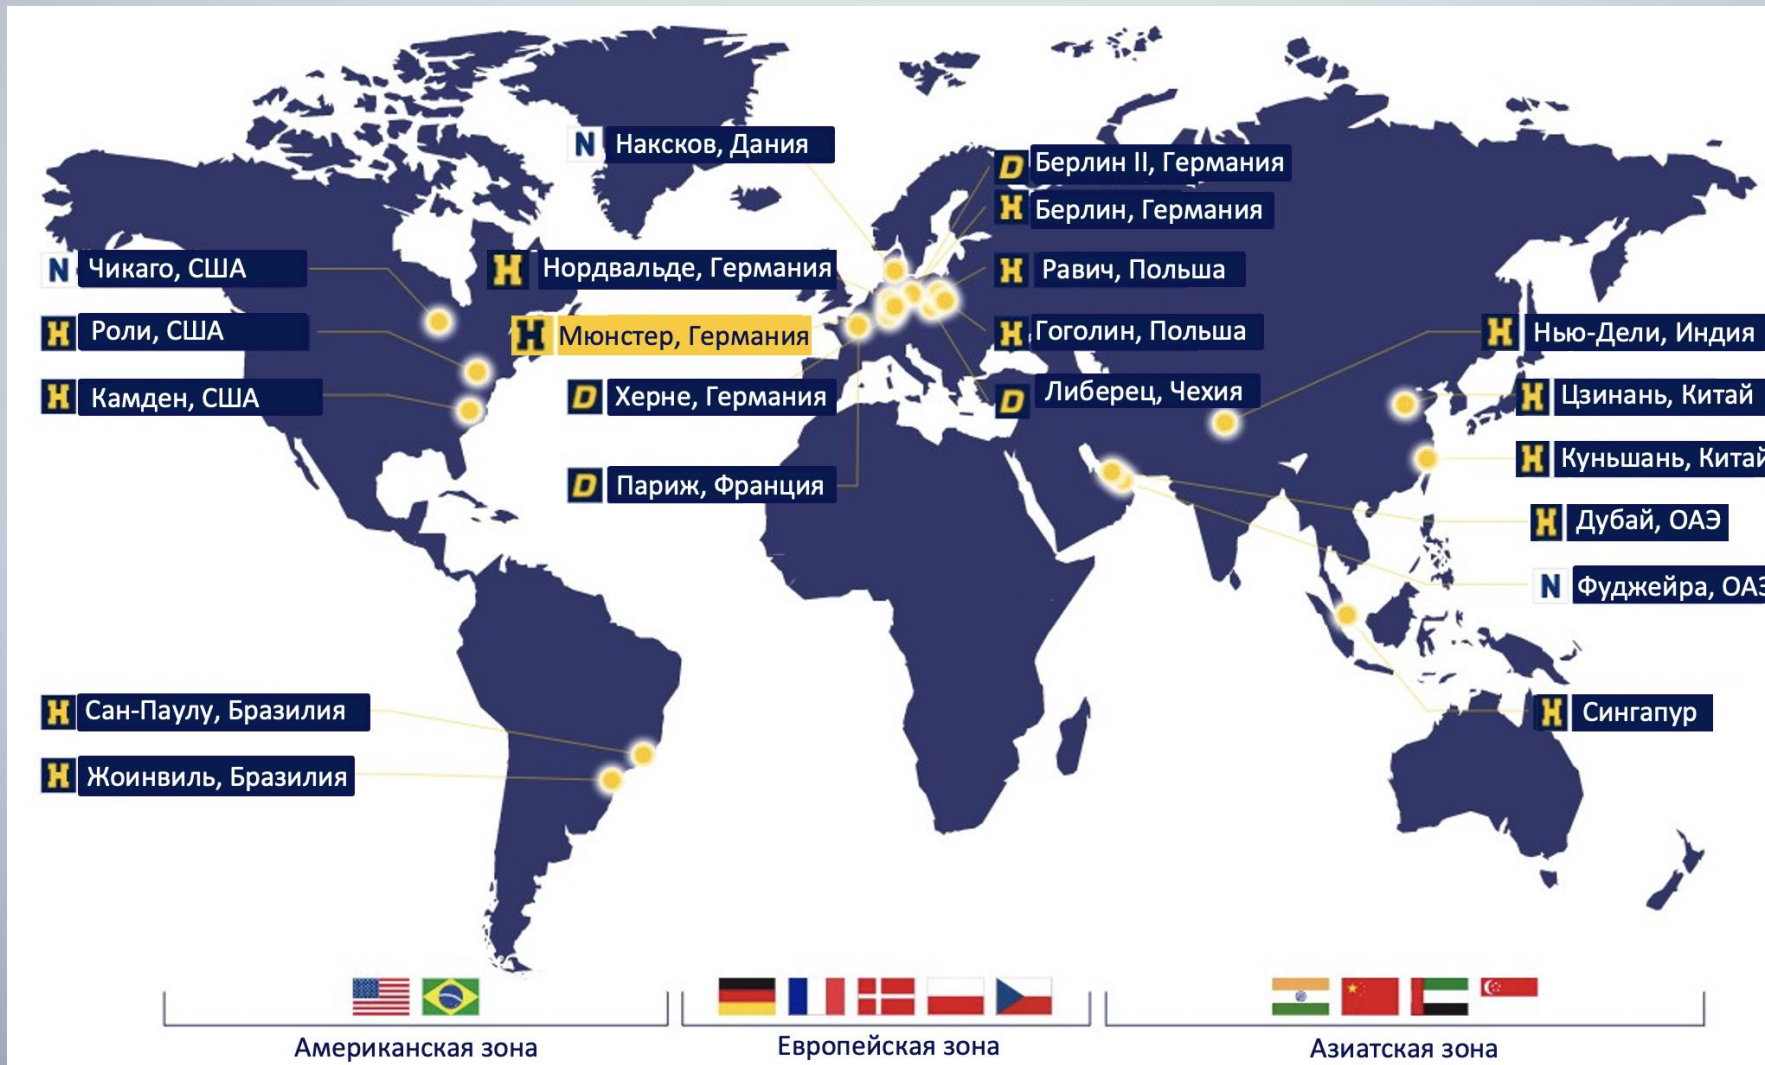 N Наксков, Дания
D Берлин II, Германия
H Берлин, Германия
N Чикаго, США
H Нордвальде, Германия
H Равич, Польша
H Роли, США
H Мюнстер, Германия
H Гоголин, Польша
H Нью-Дели, Индия
H Камден, США
D Херне, Германия
D Либерец, Чехия
H Цзинань, Китай
H Куньшань, Китай
D Париж, Франция
H Дубай, ОАЭ
N Фуджейра, ОАЭ
H Сан-Паулу, Бразилия
H Сингапур
H Жоинвиль, Бразилия
Американская зона
Европейская зона
Азиатская зона